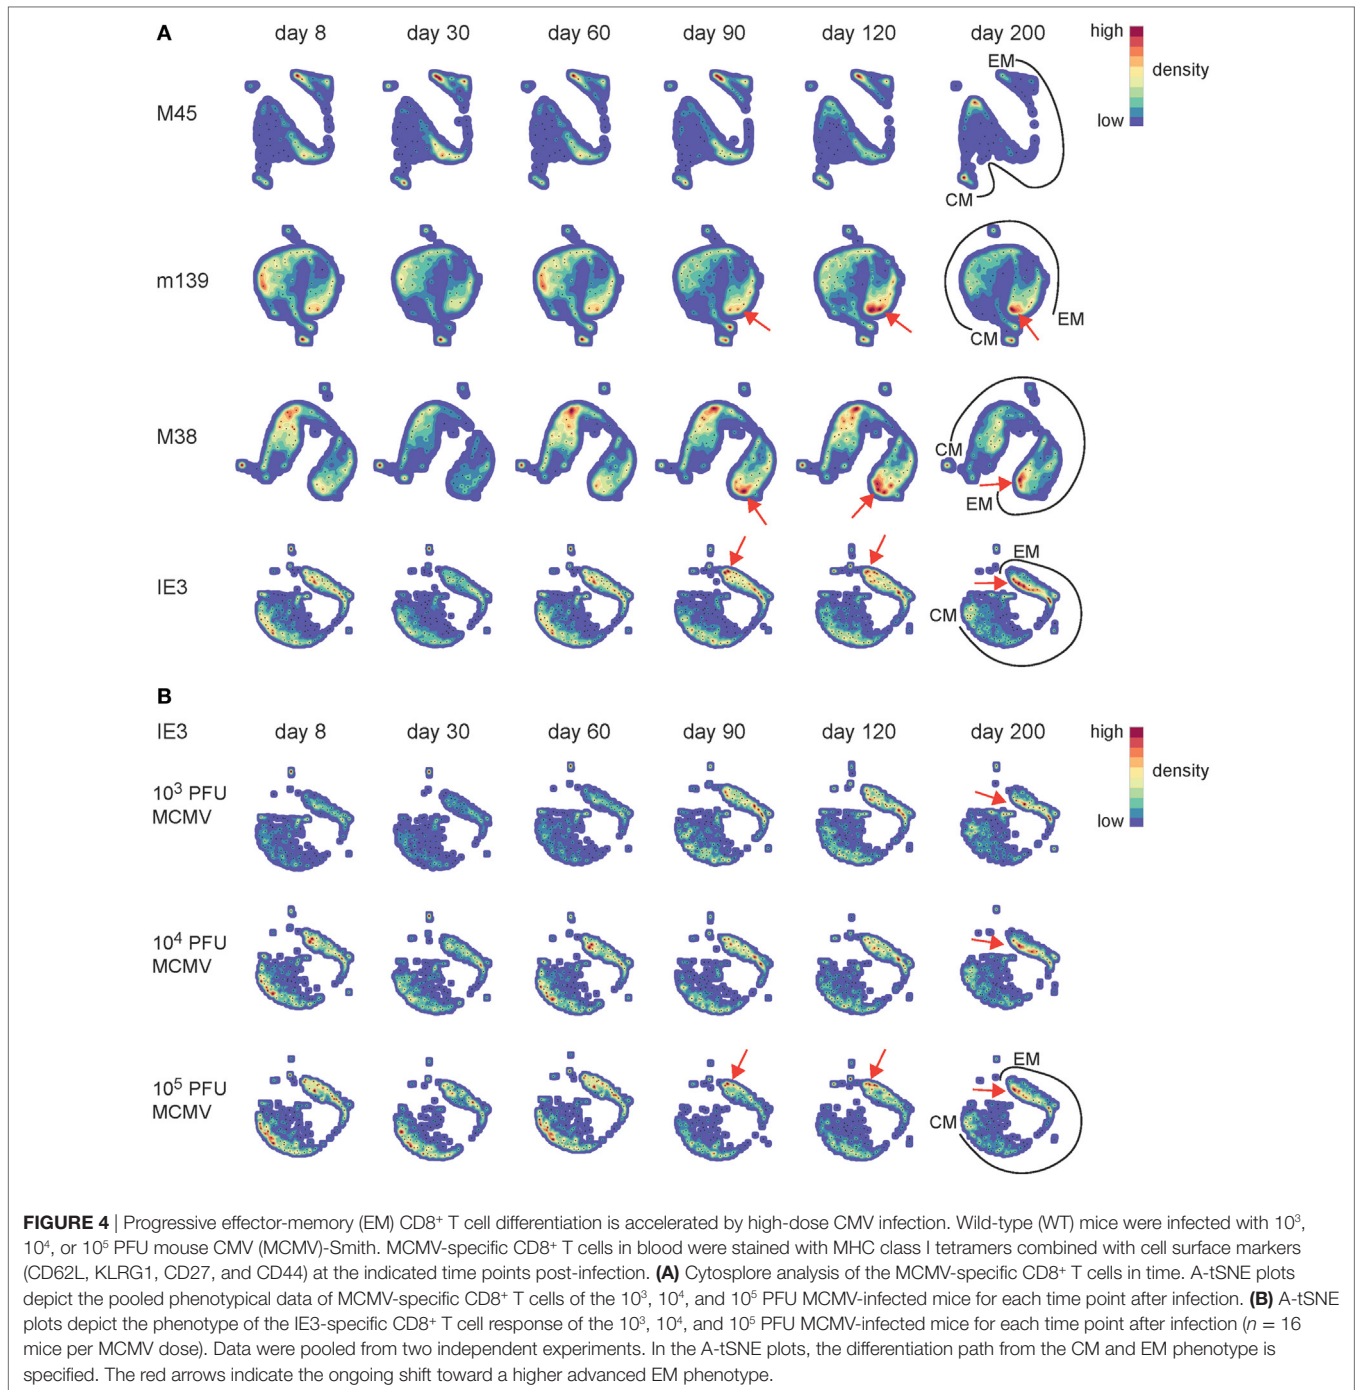 A
day 8 day 30 day 60 day 90 day 120 day 200
high
density
low
M45
EM
CM
m139
EM
CM
M38
CM
EM
IE3
EM
CM
B
IE3 day 8 day 30 day 60 day 90 day 120 day 200
high
density
low
10³ PFU
MCMV
10⁴ PFU
MCMV
10⁵ PFU
MCMV
EM
CM
FIGURE 4 | Progressive effector-memory (EM) CD8⁺ T cell differentiation is accelerated by high-dose CMV infection. Wild-type (WT) mice were infected with 10³,
10⁴, or 10⁵ PFU mouse CMV (MCMV)-Smith. MCMV-specific CD8⁺ T cells in blood were stained with MHC class I tetramers combined with cell surface markers
(CD62L, KLRG1, CD27, and CD44) at the indicated time points post-infection. (A) Cytosplore analysis of the MCMV-specific CD8⁺ T cells in time. A-tSNE plots
depict the pooled phenotypical data of MCMV-specific CD8⁺ T cells of the 10³, 10⁴, and 10⁵ PFU MCMV-infected mice for each time point after infection. (B) A-tSNE
plots depict the phenotype of the IE3-specific CD8⁺ T cell response of the 10³, 10⁴, and 10⁵ PFU MCMV-infected mice for each time point after infection (n = 16
mice per MCMV dose). Data were pooled from two independent experiments. In the A-tSNE plots, the differentiation path from the CM and EM phenotype is
specified. The red arrows indicate the ongoing shift toward a higher advanced EM phenotype.